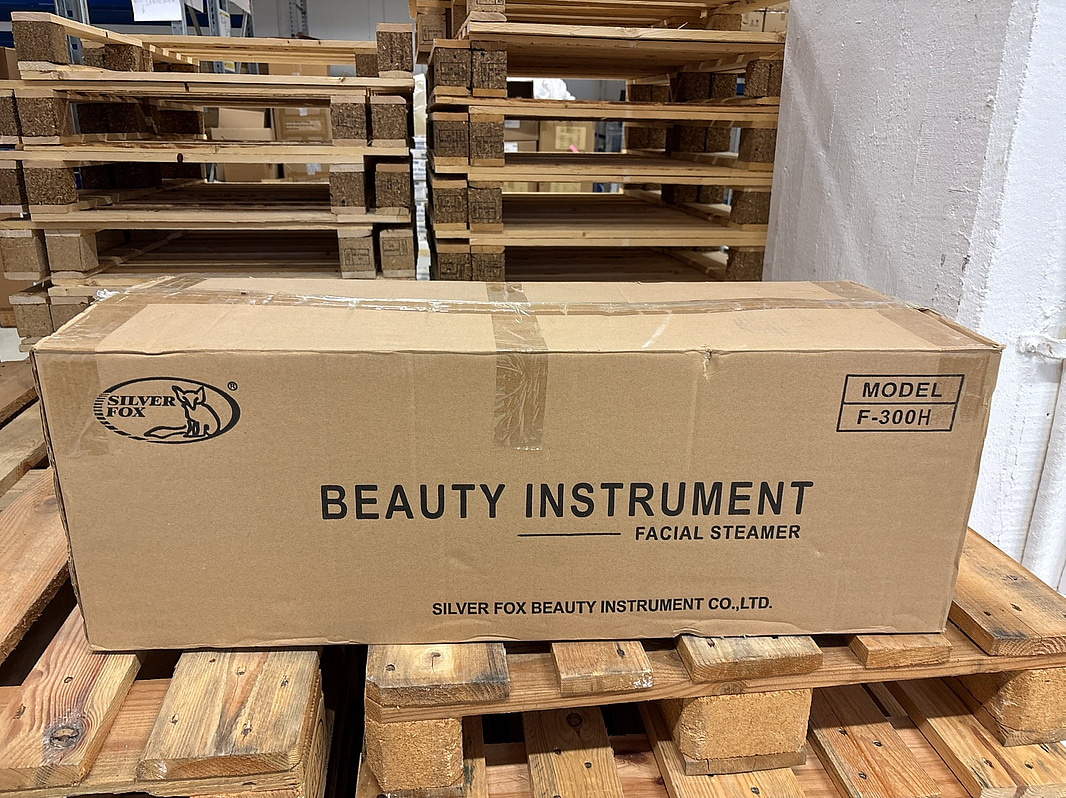 SILVER
FOX
®
MODEL
F-300H
BEAUTY INSTRUMENT
FACIAL STEAMER
SILVER FOX BEAUTY INSTRUMENT CO.,LTD.